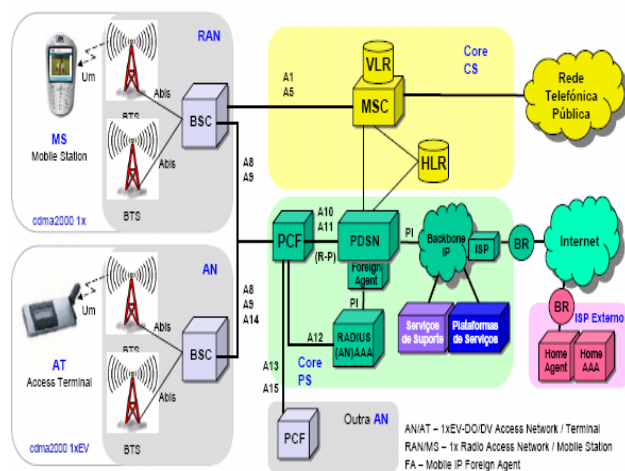 RAN
Um
MS
Mobile Station
cdma2000 1x
Abis
BTS
Abis
BTS
BSC
A1
A5
A8
A9
Core
CS
VLR
MSC
HLR
Rede
Telefónica
Pública
AN
Um
AT
Access Terminal
cdma2000 1xEV
Abis
BTS
Abis
BTS
BSC
A8
A9
A14
PCF
A10
A11
(R-P)
PDSN
Foreign
Agent
PI
PI
Backbone
IP
ISP
BR
Internet
A12
RADIUS
(AN)AAA
Core
PS
Serviços
de Suporte
Plataformas
de Serviços
BR
ISP Externo
Home
Agent
Home
AAA
A13
A15
Outra AN
PCF
AN/AT – 1xEV-DO/DV Access Network / Terminal
RAN/MS – 1x Radio Access Network / Mobile Station
FA – Mobile IP Foreign Agent